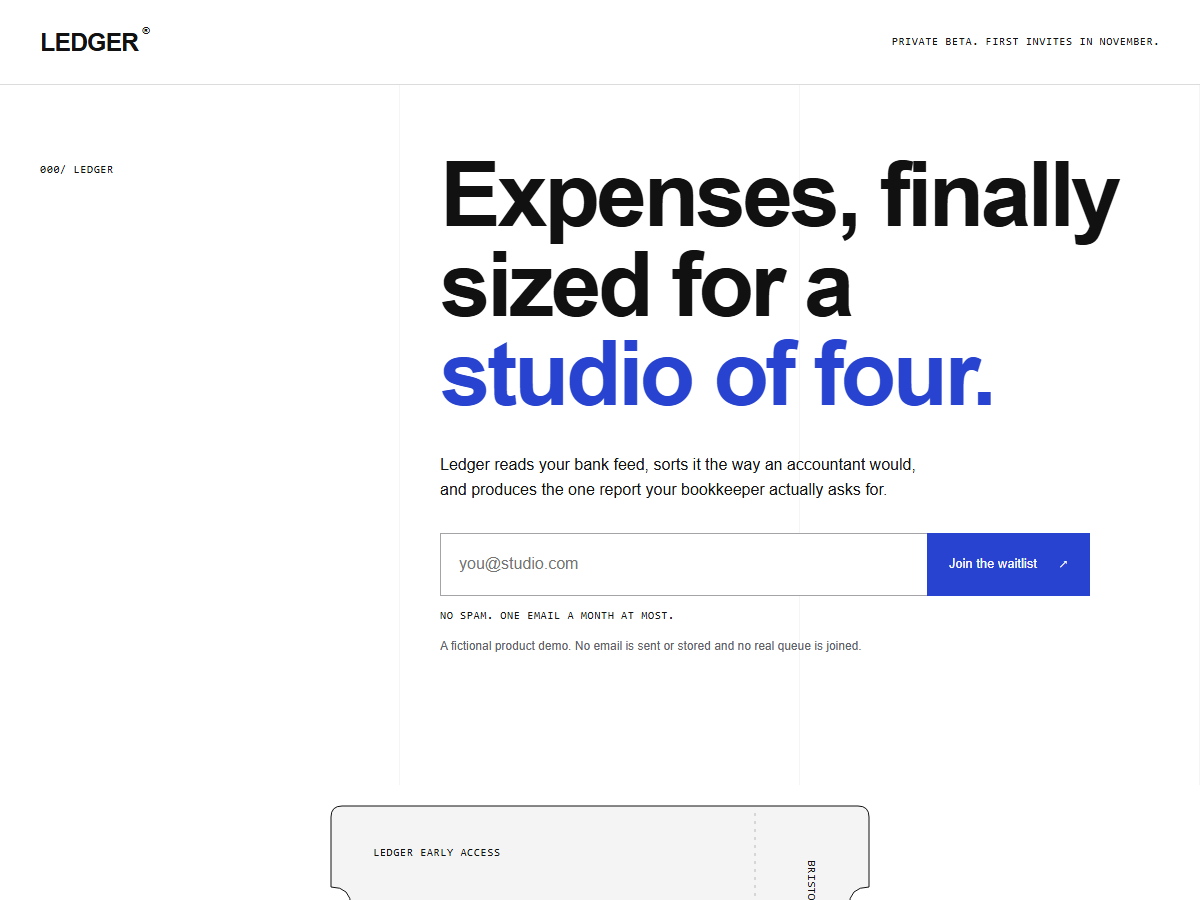 LEDGER®
PRIVATE BETA. FIRST INVITES IN NOVEMBER.
000/ LEDGER
Expenses, finally
sized for a
studio of four.
Ledger reads your bank feed, sorts it the way an accountant would,
and produces the one report your bookkeeper actually asks for.
you@studio.com
Join the waitlist ↗
NO SPAM. ONE EMAIL A MONTH AT MOST.
A fictional product demo. No email is sent or stored and no real queue is joined.
LEDGER EARLY ACCESS